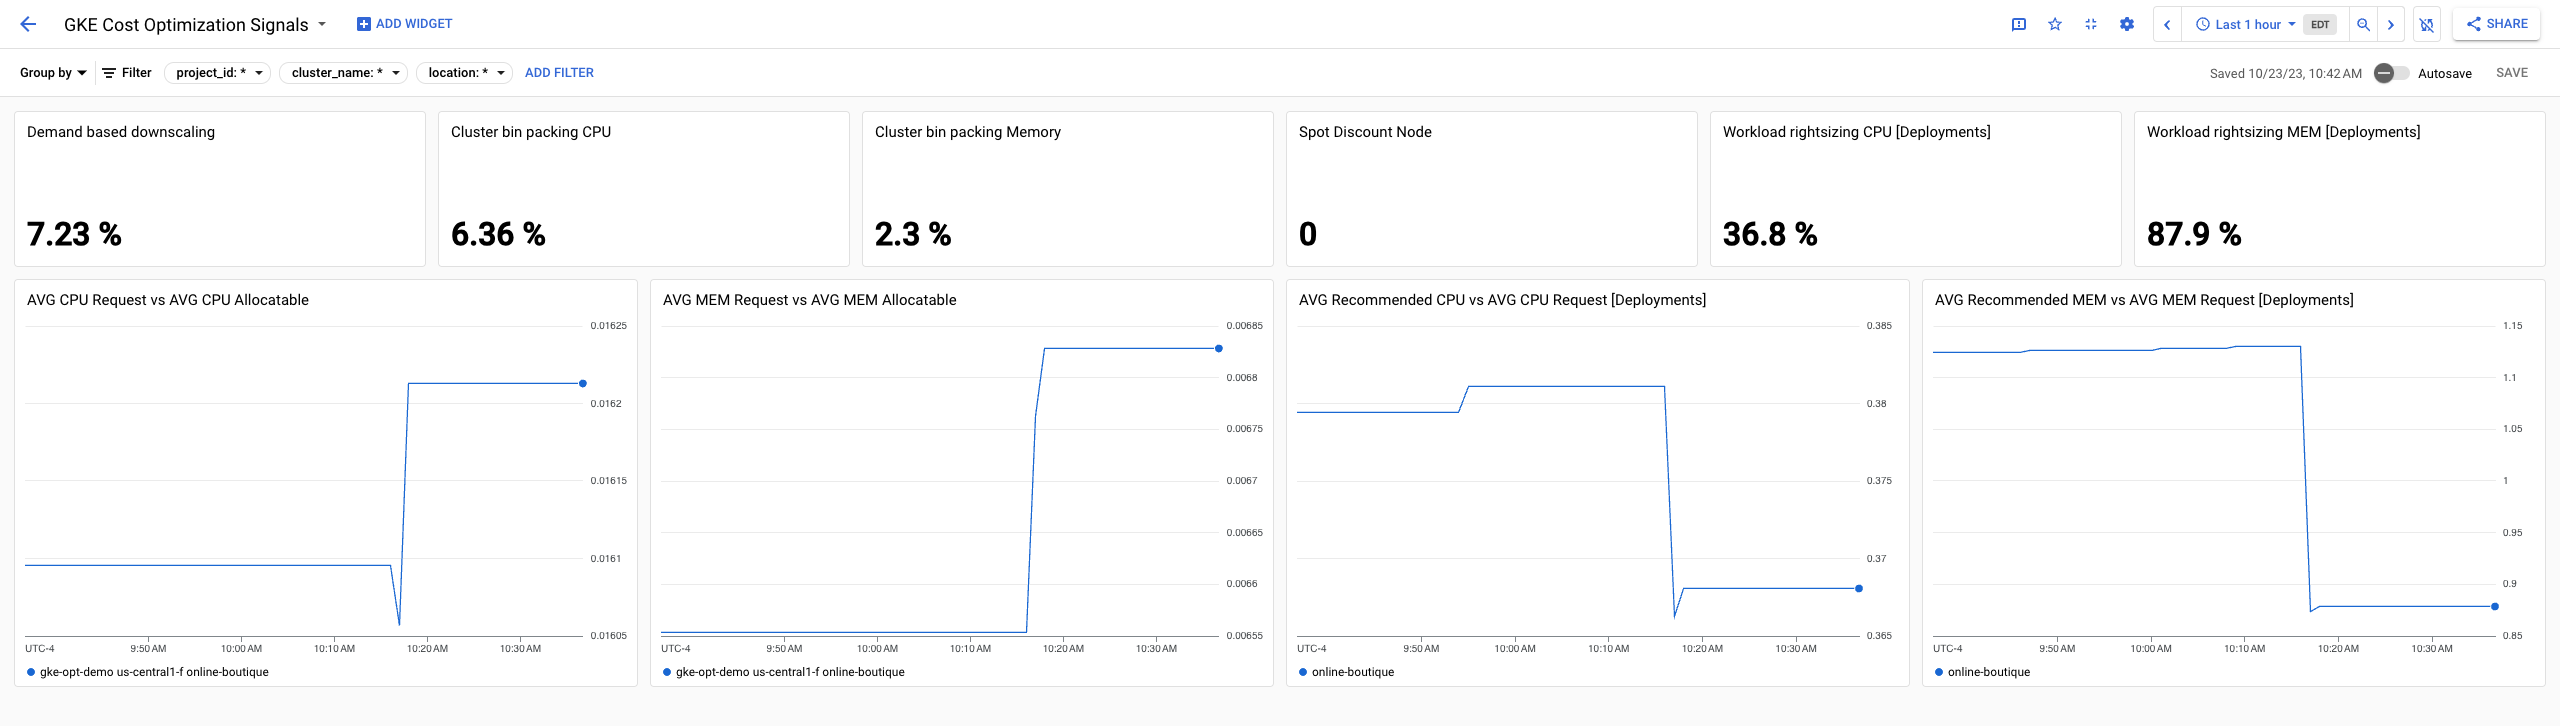 GKE Cost Optimization Signals
ADD WIDGET
Last 1 hour
EDT
SHARE
Group by
Filter
project_id: *
cluster_name: *
location: *
ADD FILTER
Saved 10/23/23, 10:42 AM
Autosave
SAVE
Demand based downscaling
7.23 %
Cluster bin packing CPU
6.36 %
Cluster bin packing Memory
2.3 %
Spot Discount Node
0
Workload rightsizing CPU [Deployments]
36.8 %
Workload rightsizing MEM [Deployments]
87.9 %
AVG CPU Request vs AVG CPU Allocatable
0.01625
0.0162
0.01615
0.0161
0.01605
UTC-4 9:50 AM 10:00 AM 10:10 AM 10:20 AM 10:30 AM
gke-opt-demo us-central1-f online-boutique
AVG MEM Request vs AVG MEM Allocatable
0.00685
0.0068
0.00675
0.0067
0.00665
0.0066
0.00655
UTC-4 9:50 AM 10:00 AM 10:10 AM 10:20 AM 10:30 AM
gke-opt-demo us-central1-f online-boutique
AVG Recommended CPU vs AVG CPU Request [Deployments]
0.385
0.38
0.375
0.37
0.365
UTC-4 9:50 AM 10:00 AM 10:10 AM 10:20 AM 10:30 AM
online-boutique
AVG Recommended MEM vs AVG MEM Request [Deployments]
1.15
1.1
1.05
1
0.95
0.9
0.85
UTC-4 9:50 AM 10:00 AM 10:10 AM 10:20 AM 10:30 AM
online-boutique